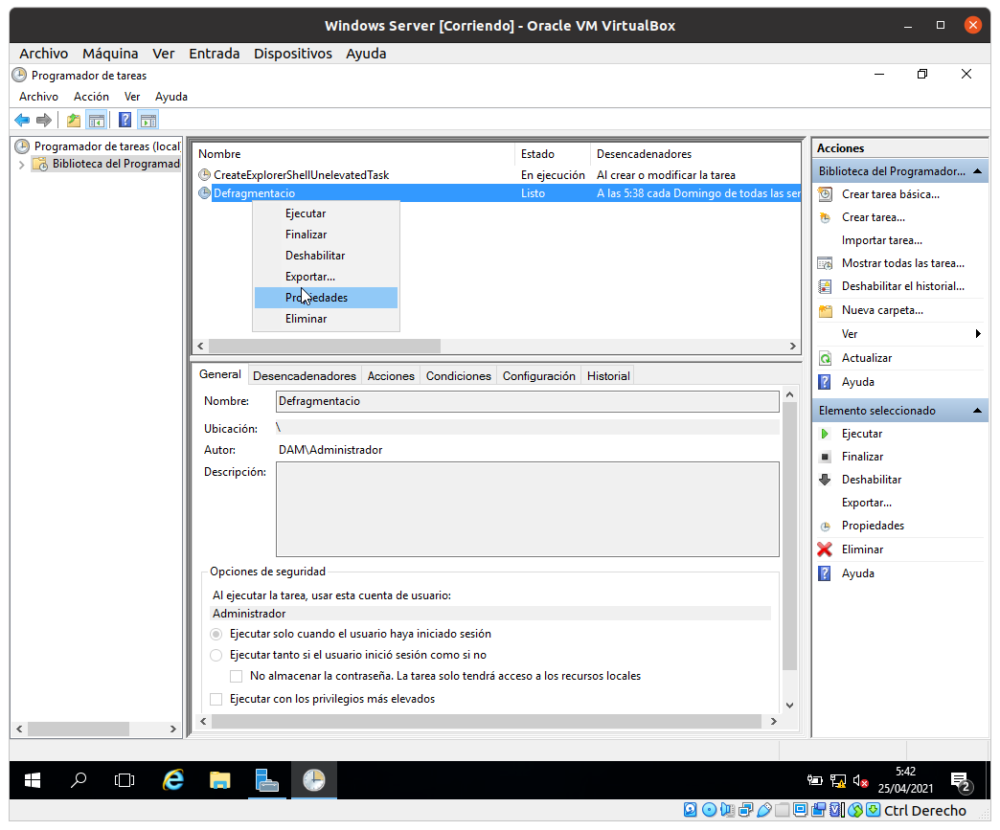 Windows Server [Corriendo] - Oracle VM VirtualBox
Archivo Máquina Ver Entrada Dispositivos Ayuda
Programador de tareas
Archivo Acción Ver Ayuda
Programador de tareas (local
Biblioteca del Programad
Nombre Estado Desencadenadores
CreateExplorerShellUnelevatedTask En ejecución Al crear o modificar la tarea
Defragmentacio Listo A las 5:38 cada Domingo de todas las ser
Ejecutar
Finalizar
Deshabilitar
Exportar...
Propiedades
Eliminar
General Desencadenadores Acciones Condiciones Configuración Historial
Nombre: Defragmentacio
Ubicación: \
Autor: DAM\Administrador
Descripción:
Opciones de seguridad
Al ejecutar la tarea, usar esta cuenta de usuario:
Administrador
Ejecutar solo cuando el usuario haya iniciado sesión
Ejecutar tanto si el usuario inició sesión como si no
No almacenar la contraseña. La tarea solo tendrá acceso a los recursos locales
Ejecutar con los privilegios más elevados
Acciones
Biblioteca del Programador...
Crear tarea básica...
Crear tarea...
Importar tarea...
Mostrar todas las tarea...
Deshabilitar el historial...
Nueva carpeta...
Ver
Actualizar
Ayuda
Elemento seleccionado
Ejecutar
Finalizar
Deshabilitar
Exportar...
Propiedades
Eliminar
Ayuda
5:42
25/04/2021
2
Ctrl Derecho